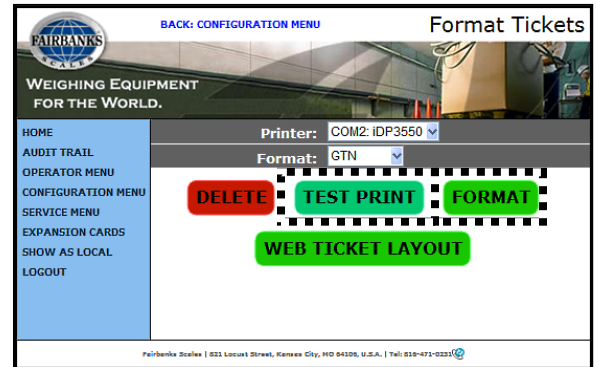 BACK: CONFIGURATION MENU
Format Tickets
FAIRBANKS
SCALES
WEIGHING EQUIPMENT
FOR THE WORLD.
HOME
AUDIT TRAIL
OPERATOR MENU
CONFIGURATION MENU
SERVICE MENU
EXPANSION CARDS
SHOW AS LOCAL
LOGOUT
Printer: COM2: iDP3550
Format: GTN
DELETE TEST PRINT FORMAT
WEB TICKET LAYOUT
Fairbanks Scales | 821 Locust Street, Kansas City, MO 64106, U.S.A. | Tel: 816-471-0231